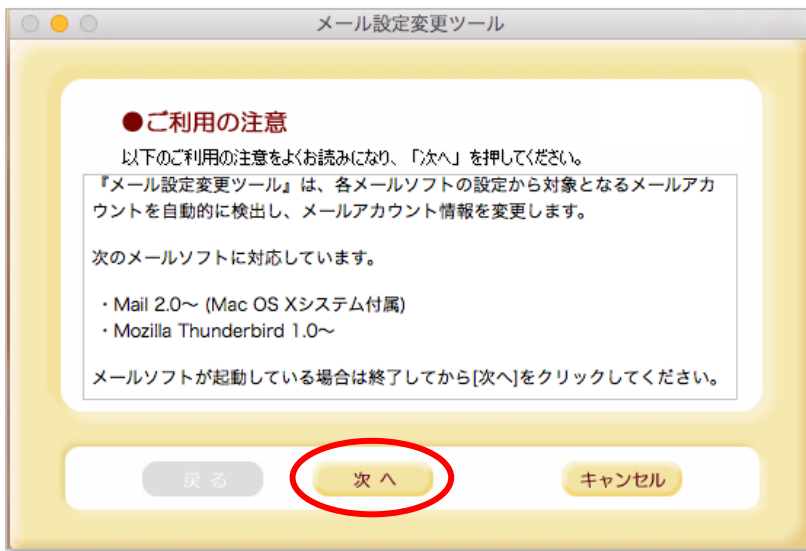 メール設定変更ツール
●ご利用の注意
以下のご利用の注意をよくお読みになり、「次へ」を押してください。
『メール設定変更ツール』は、各メールソフトの設定から対象となるメールアカ
ウントを自動的に検出し、メールアカウント情報を変更します。
次のメールソフトに対応しています。
・Mail 2.0〜 (Mac OS Xシステム付属)
・Mozilla Thunderbird 1.0〜
メールソフトが起動している場合は終了してから[次へ]をクリックしてください。
戻 る
次 へ
キャンセル